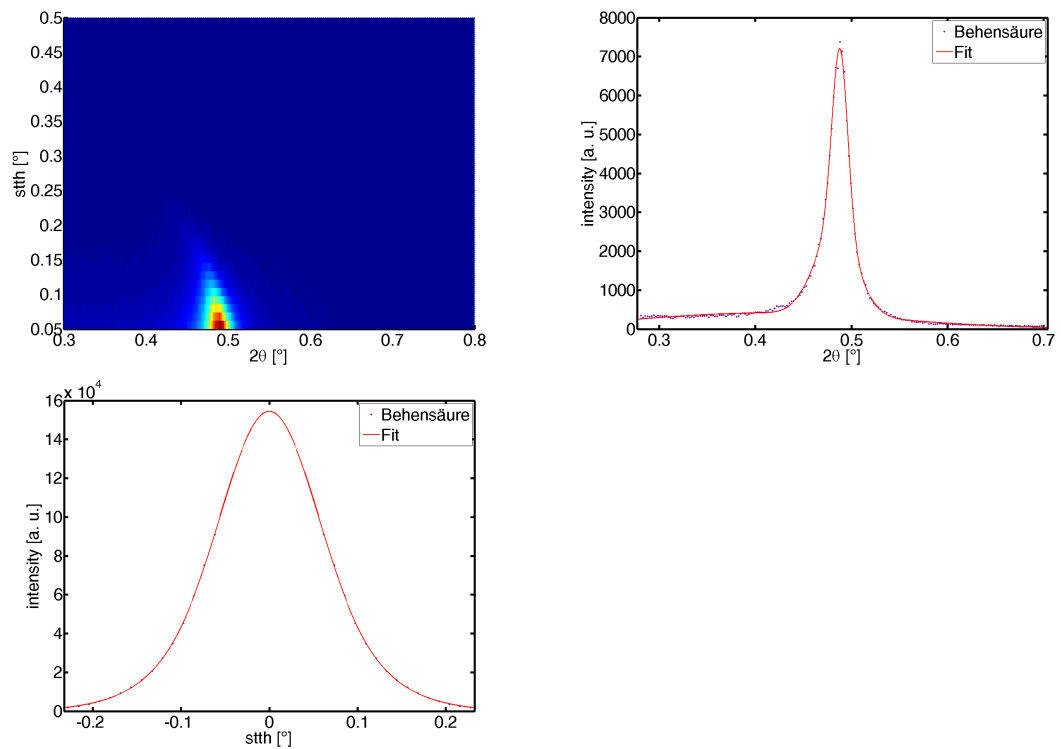 0.5
0.45
0.4
0.35
0.3
0.25
0.2
0.15
0.1
0.05
stth [°]
0.3 0.4 0.5 0.6 0.7 0.8
2θ [°]
8000
7000
6000
5000
4000
3000
2000
1000
0
intensity [a. u.]
Behensäure
Fit
0.3 0.4 0.5 0.6 0.7
2θ [°]
x 10^4
16
14
12
10
8
6
4
2
0
intensity [a. u.]
Behensäure
Fit
-0.2 -0.1 0 0.1 0.2
stth [°]